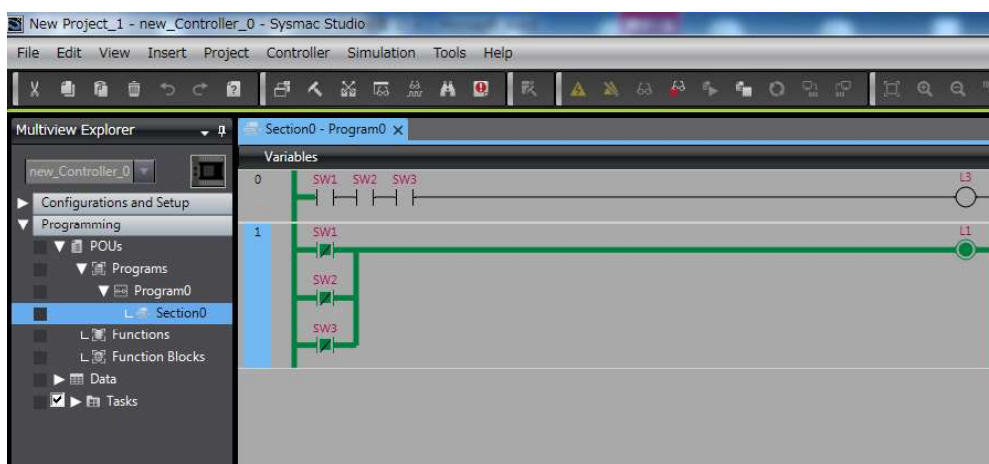 New Project_1 - new_Controller_0 - Sysmac Studio
File Edit View Insert Project Controller Simulation Tools Help
Multiview Explorer
Section0 - Program0
Variables
new_Controller_0
Configurations and Setup
Programming
POUs
Programs
Program0
Section0
Functions
Function Blocks
Data
Tasks
0
SW1 SW2 SW3
L3
1
SW1
L1
SW2
SW3